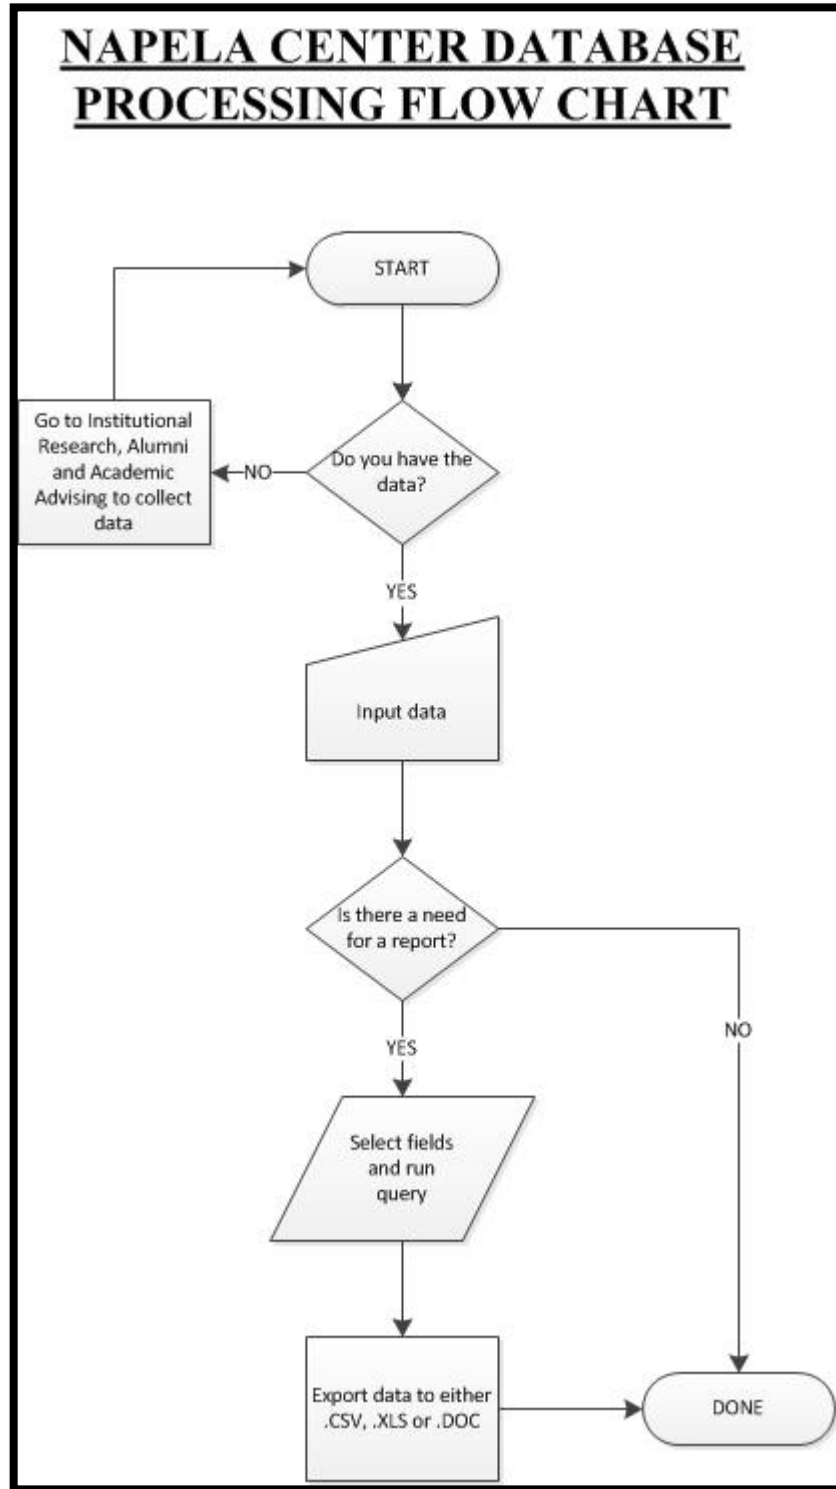 NAPELA CENTER DATABASE
PROCESSING FLOW CHART
START
Go to Institutional
Research, Alumni
and Academic
Advising to collect
data
NO
Do you have the
data?
YES
Input data
Is there a need
for a report?
NO
YES
Select fields
and run
query
Export data to either
.CSV, .XLS or .DOC
DONE